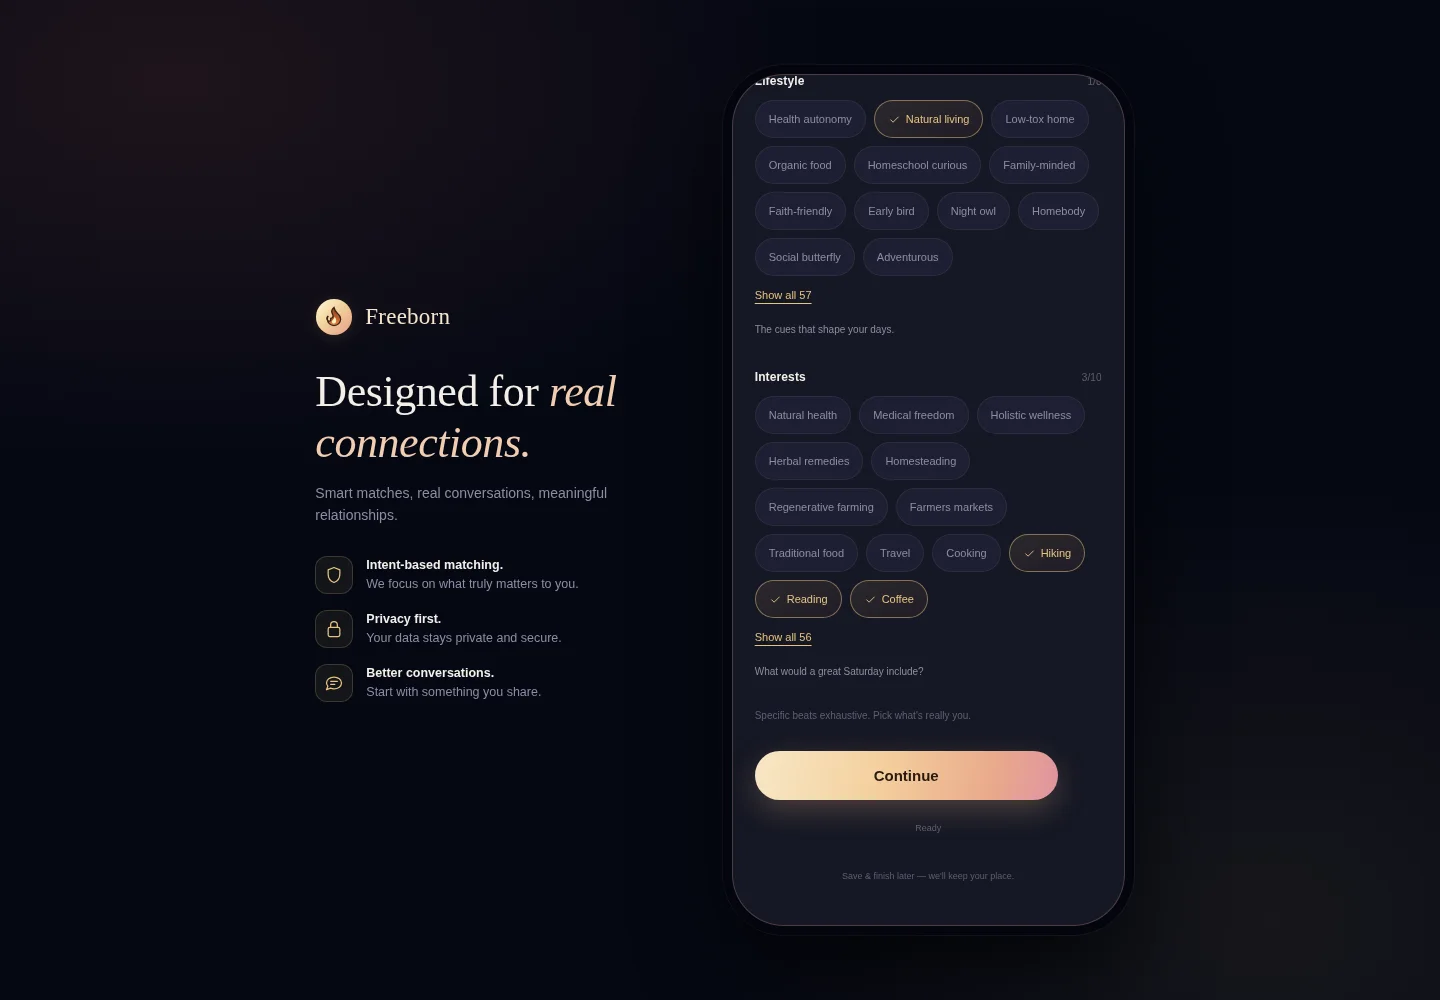 Freeborn
Designed for real
connections.
Smart matches, real conversations, meaningful
relationships.
Intent-based matching.
We focus on what truly matters to you.
Privacy first.
Your data stays private and secure.
Better conversations.
Start with something you share.
Lifestyle
Health autonomy Natural living Low-tox home
Organic food Homeschool curious Family-minded
Faith-friendly Early bird Night owl Homebody
Social butterfly Adventurous
Show all 57
The cues that shape your days.
Interests 3/10
Natural health Medical freedom Holistic wellness
Herbal remedies Homesteading
Regenerative farming Farmers markets
Traditional food Travel Cooking Hiking
Reading Coffee
Show all 56
What would a great Saturday include?
Specific beats exhaustive. Pick what's really you.
Continue
Ready
Save & finish later — we'll keep your place.